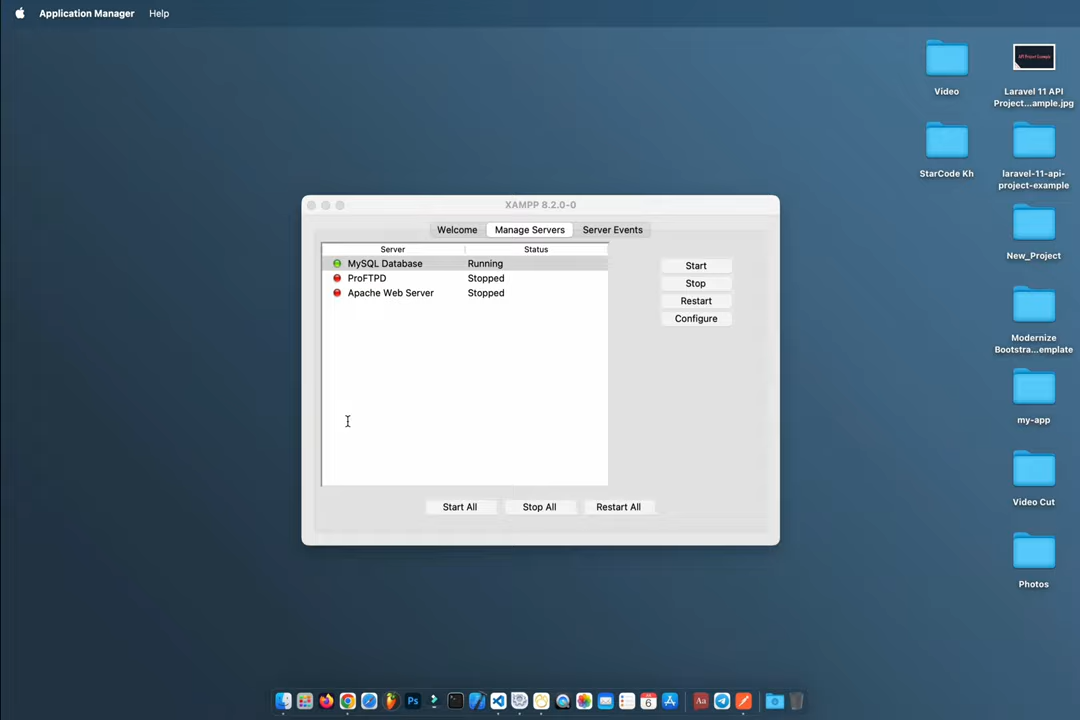 Application Manager Help
Video
Laravel 11 API
Project...ample.jpg
StarCode Kh
laravel-11-api-
project-example
New_Project
Modernize
Bootstra...emplate
my-app
Video Cut
Photos
XAMPP 8.2.0-0
Welcome Manage Servers Server Events
Server Status
MySQL Database Running
ProFTPD Stopped
Apache Web Server Stopped
Start
Stop
Restart
Configure
Start All Stop All Restart All
Ps
6
Aa